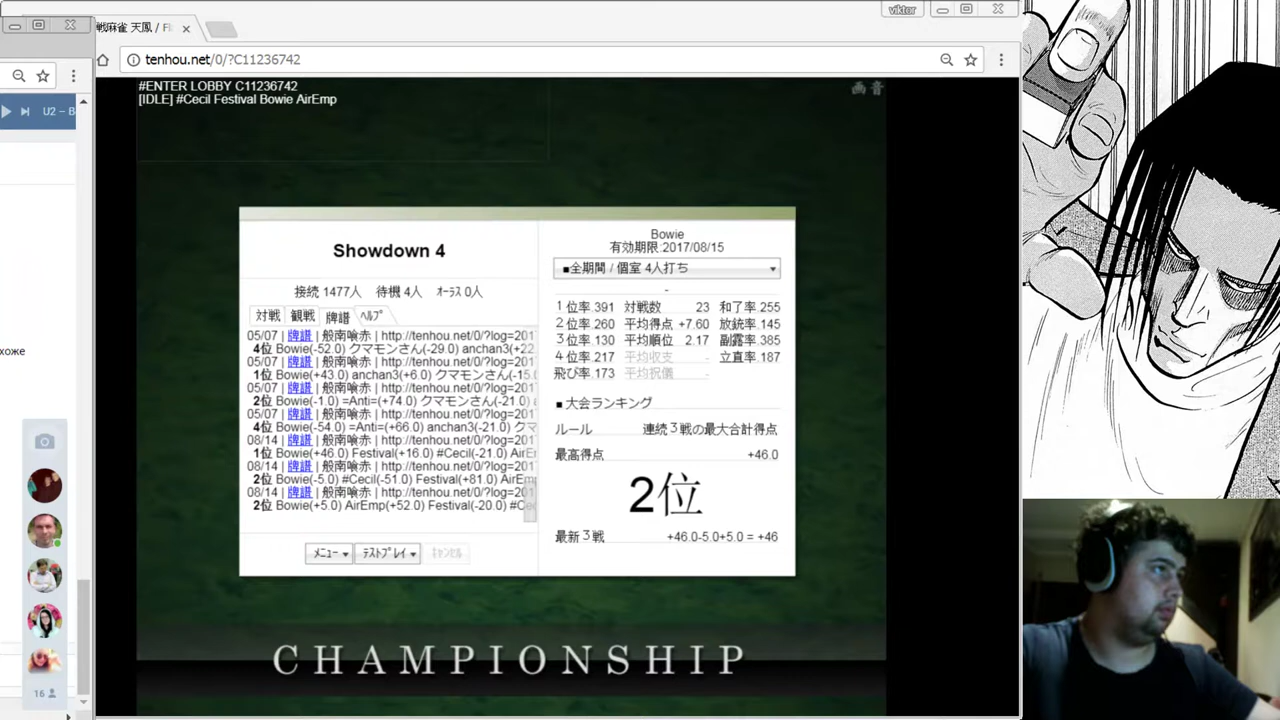 viktor
戦麻雀 天鳳 / Fl
tenhou.net/0/?C11236742
U2 – B
#ENTER LOBBY C11236742
[IDLE] #Cecil Festival Bowie AirEmp
хоже
16
Showdown 4
接続 1477人 待機 4人 オーラス 0人
対戦 観戦 牌譜 ヘルプ
05/07 | 牌譜 | 般南喰赤 | http://tenhou.net/0/?log=201
4位 Bowie(-52.0) クマモンさん(-29.0) anchan3(+22.
05/07 | 牌譜 | 般南喰赤 | http://tenhou.net/0/?log=201
1位 Bowie(+43.0) anchan3(+6.0) クマモンさん(-15.0
05/07 | 牌譜 | 般南喰赤 | http://tenhou.net/0/?log=201
2位 Bowie(-1.0) =Anti=(+74.0) クマモンさん(-21.0)
05/07 | 牌譜 | 般南喰赤 | http://tenhou.net/0/?log=201
4位 Bowie(-54.0) =Anti=(+66.0) anchan3(-21.0) クマ
08/14 | 牌譜 | 般南喰赤 | http://tenhou.net/0/?log=201
1位 Bowie(+46.0) Festival(+16.0) #Cecil(-21.0) AirE
08/14 | 牌譜 | 般南喰赤 | http://tenhou.net/0/?log=201
2位 Bowie(-5.0) #Cecil(-51.0) Festival(+81.0) AirEm
08/14 | 牌譜 | 般南喰赤 | http://tenhou.net/0/?log=201
2位 Bowie(+5.0) AirEmp(+52.0) Festival(-20.0) #Ce
メニュー テストプレイ キャンセル
Bowie
有効期限:2017/08/15
■全期間 / 個室 4人打ち
-
1位率.391 対戦数 23 和了率.255
2位率.260 平均得点 +7.60 放銃率.145
3位率.130 平均順位 2.17 副露率.385
4位率.217 平均収支 - 立直率.187
飛び率.173 平均祝儀 -
■ 大会ランキング
ルール 連続3戦の最大合計得点
最高得点 +46.0
2位
最新3戦 +46.0-5.0+5.0 = +46
CHAMPIONSHIP